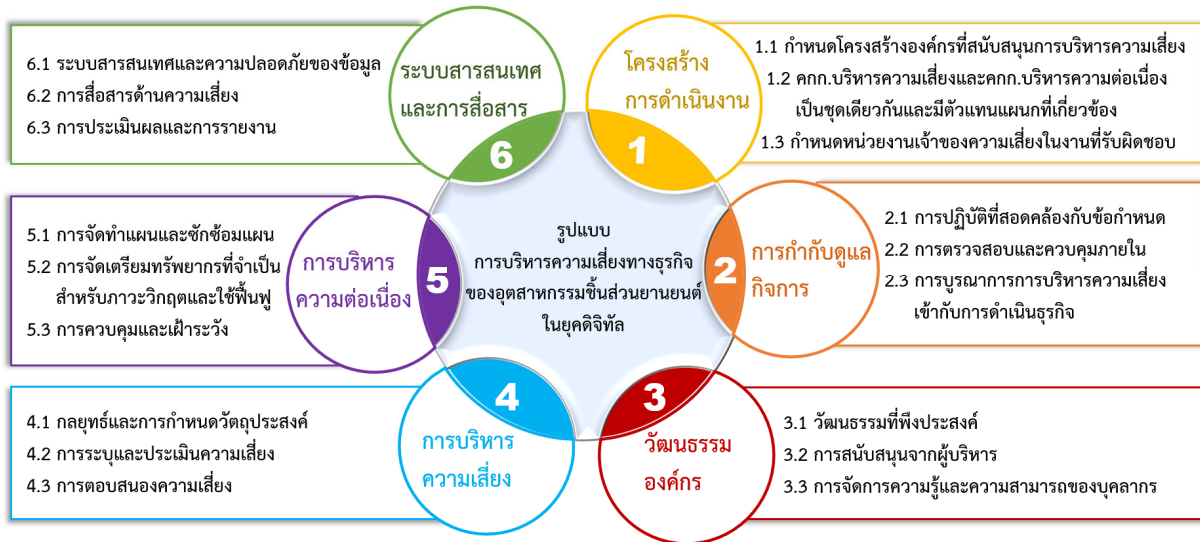 รูปแบบ
การบริหารความเสี่ยงทางธุรกิจ
ของอุตสาหกรรมชิ้นส่วนยานยนต์
ในยุคดิจิทัล
1
โครงสร้าง
การดำเนินงาน
1.1 กำหนดโครงสร้างองค์กรที่สนับสนุนการบริหารความเสี่ยง
1.2 คกก.บริหารความเสี่ยงและคกก.บริหารความต่อเนื่อง
เป็นชุดเดียวกันและมีตัวแทนแผนกที่เกี่ยวข้อง
1.3 กำหนดหน่วยงานเจ้าของความเสี่ยงในงานที่รับผิดชอบ
2
การกำกับดูแล
กิจการ
2.1 การปฏิบัติที่สอดคล้องกับข้อกำหนด
2.2 การตรวจสอบและควบคุมภายใน
2.3 การบูรณาการการบริหารความเสี่ยง
เข้ากับการดำเนินธุรกิจ
3
วัฒนธรรม
องค์กร
3.1 วัฒนธรรมที่พึงประสงค์
3.2 การสนับสนุนจากผู้บริหาร
3.3 การจัดการความรู้และความสามารถของบุคลากร
4
การบริหาร
ความเสี่ยง
4.1 กลยุทธ์และการกำหนดวัตถุประสงค์
4.2 การระบุและประเมินความเสี่ยง
4.3 การตอบสนองความเสี่ยง
5
การบริหาร
ความต่อเนื่อง
5.1 การจัดทำแผนและซักซ้อมแผน
5.2 การจัดเตรียมทรัพยากรที่จำเป็น
สำหรับภาวะวิกฤตและใช้ฟื้นฟู
5.3 การควบคุมและเฝ้าระวัง
6
ระบบสารสนเทศ
และการสื่อสาร
6.1 ระบบสารสนเทศและความปลอดภัยของข้อมูล
6.2 การสื่อสารด้านความเสี่ยง
6.3 การประเมินผลและการรายงาน